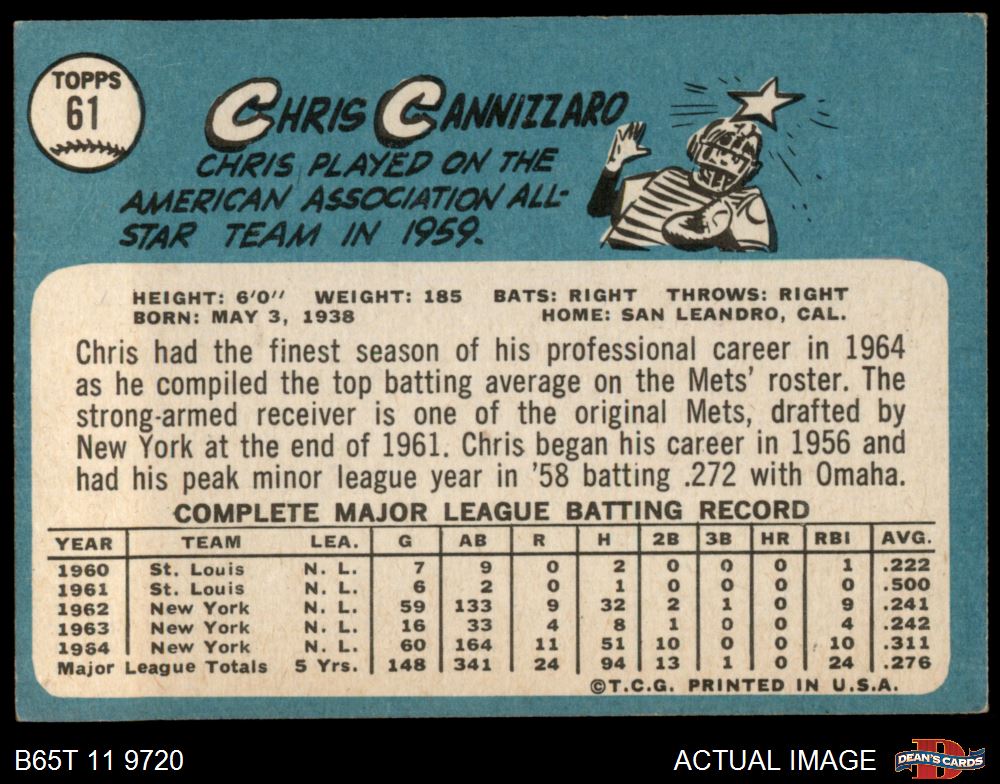 TOPPS
61
CHRIS CANNIZZARO
CHRIS PLAYED ON THE
AMERICAN ASSOCIATION ALL-
STAR TEAM IN 1959.
HEIGHT: 6'0" WEIGHT: 185 BATS: RIGHT THROWS: RIGHT
BORN: MAY 3, 1938 HOME: SAN LEANDRO, CAL.
Chris had the finest season of his professional career in 1964
as he compiled the top batting average on the Mets' roster. The
strong-armed receiver is one of the original Mets, drafted by
New York at the end of 1961. Chris began his career in 1956 and
had his peak minor league year in '58 batting .272 with Omaha.
COMPLETE MAJOR LEAGUE BATTING RECORD
YEAR TEAM LEA. G AB R H 2B 3B HR RBI AVG.
1960 St. Louis N. L. 7 9 0 2 0 0 0 1 .222
1961 St. Louis N. L. 6 2 0 1 0 0 0 0 .500
1962 New York N. L. 59 133 9 32 2 1 0 9 .241
1963 New York N. L. 16 33 4 8 1 0 0 4 .242
1964 New York N. L. 60 164 11 51 10 0 0 10 .311
Major League Totals 5 Yrs. 148 341 24 94 13 1 0 24 .276
©T.C.G. PRINTED IN U.S.A.
B65T 11 9720 ACTUAL IMAGE DEAN'S CARDS